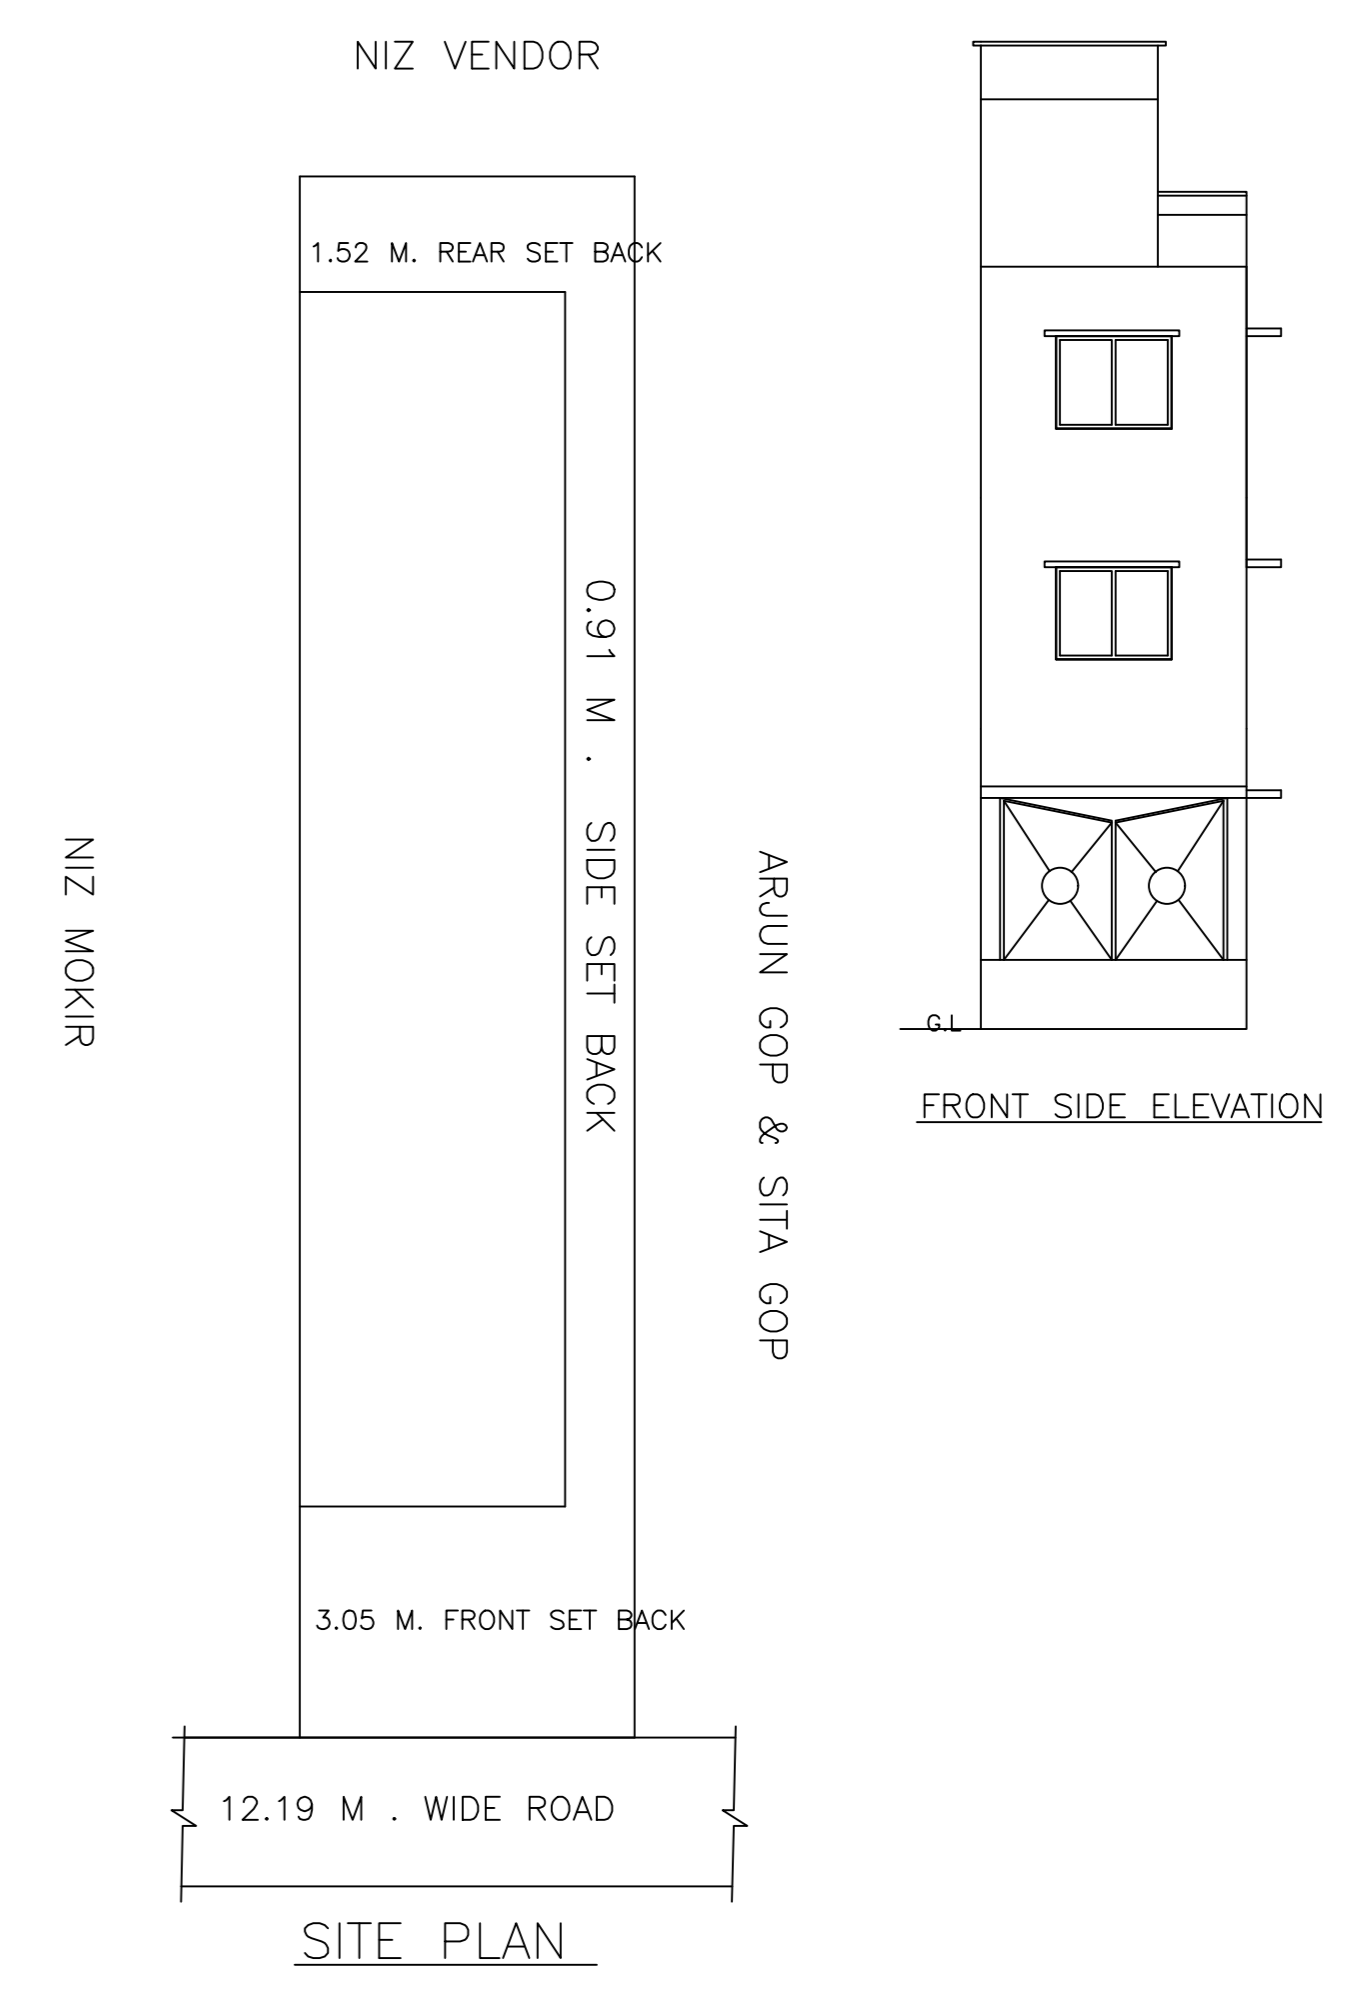 NIZ VENDOR
1.52 M. REAR SET BACK
0.91 M . SIDE SET BACK
NIZ MOKIR
ARJUN GOP & SITA GOP
3.05 M. FRONT SET BACK
12.19 M . WIDE ROAD
SITE PLAN
G.L
FRONT SIDE ELEVATION